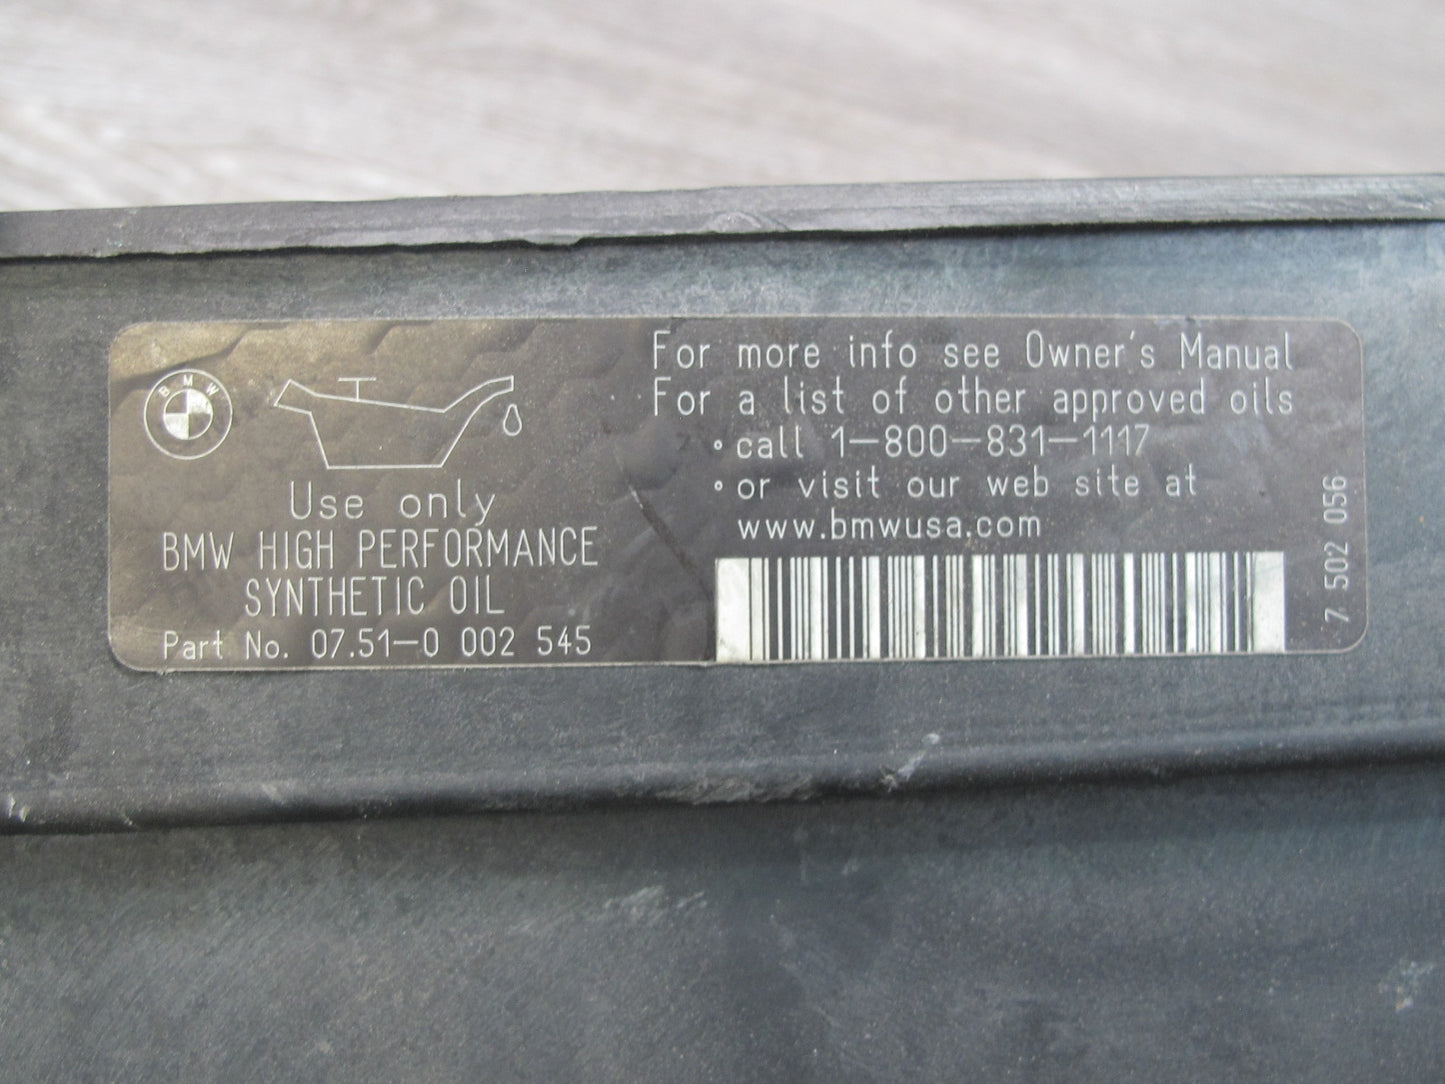 BMW
Use only
BMW HIGH PERFORMANCE
SYNTHETIC OIL
Part No. 07.51-0 002 545
For more info see Owner's Manual
For a list of other approved oils
• call 1-800-831-1117
• or visit our web site at
www.bmwusa.com
7 502 056